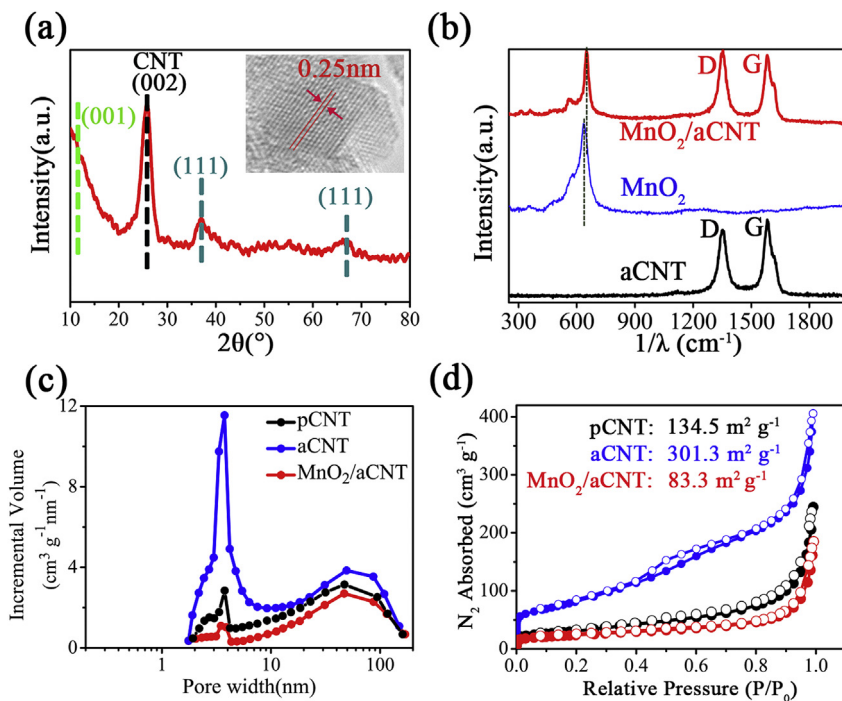 (a)
CNT
(002)
(001)
(111)
(111)
0.25nm
Intensity(a.u.)
10 20 30 40 50 60 70 80
2θ(°)
(b)
D G
MnO₂/aCNT
MnO₂
D G
aCNT
Intensity(a.u.)
300 600 900 1200 1500 1800
1/λ (cm⁻¹)
(c)
12
8
4
0
pCNT
aCNT
MnO₂/aCNT
Incremental Volume
(cm³ g⁻¹nm⁻¹)
1 10 100
Pore width(nm)
(d)
400
300
200
100
0
pCNT: 134.5 m² g⁻¹
aCNT: 301.3 m² g⁻¹
MnO₂/aCNT: 83.3 m² g⁻¹
N₂ Absorbed (cm³ g⁻¹)
0.0 0.2 0.4 0.6 0.8 1.0
Relative Pressure (P/P₀)